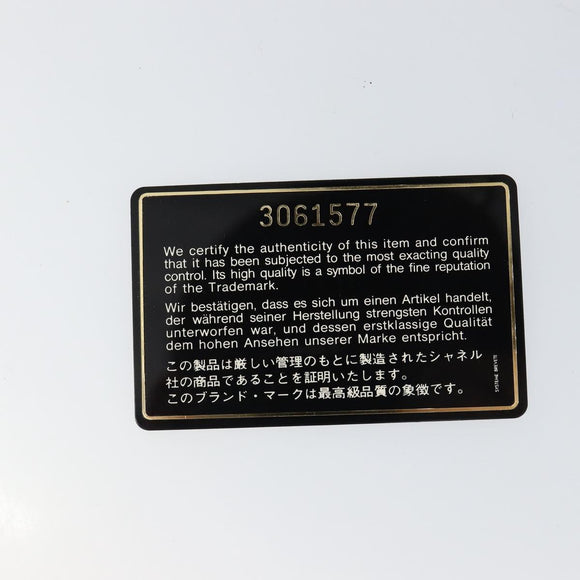 3061577
We certify the authenticity of this item and confirm
that it has been subjected to the most exacting quality
control. Its high quality is a symbol of the fine reputation
of the Trademark.
Wir bestätigen, dass es sich um einen Artikel handelt,
der während seiner Herstellung strengsten Kontrollen
unterworfen war, und dessen erstklassige Qualität
dem hohen Ansehen unserer Marke entspricht.
この製品は厳しい管理のもとに製造されたシャネル
社の商品であることを証明いたします。
このブランド・マークは最高級品質の象徴です。
SYSTEME BREVETE